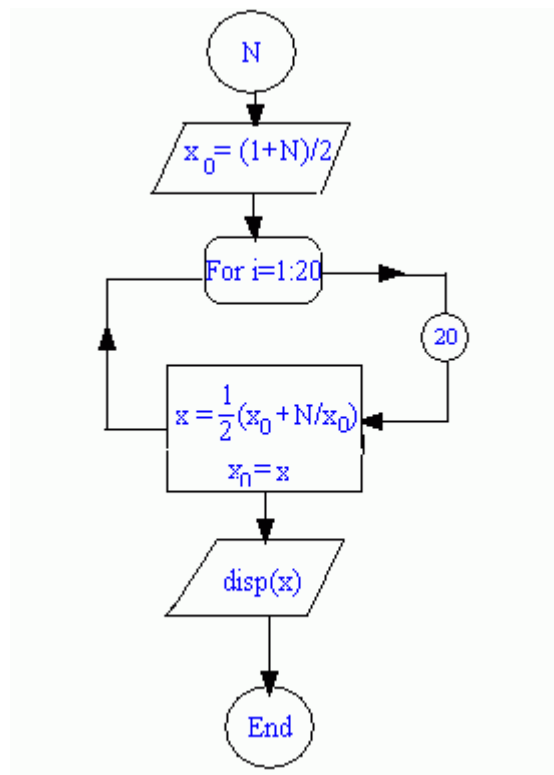 N
x₀ = (1+N)/2
For i=1:20
20
x = 1/2(x₀ + N/x₀)
x₀ = x
disp(x)
End